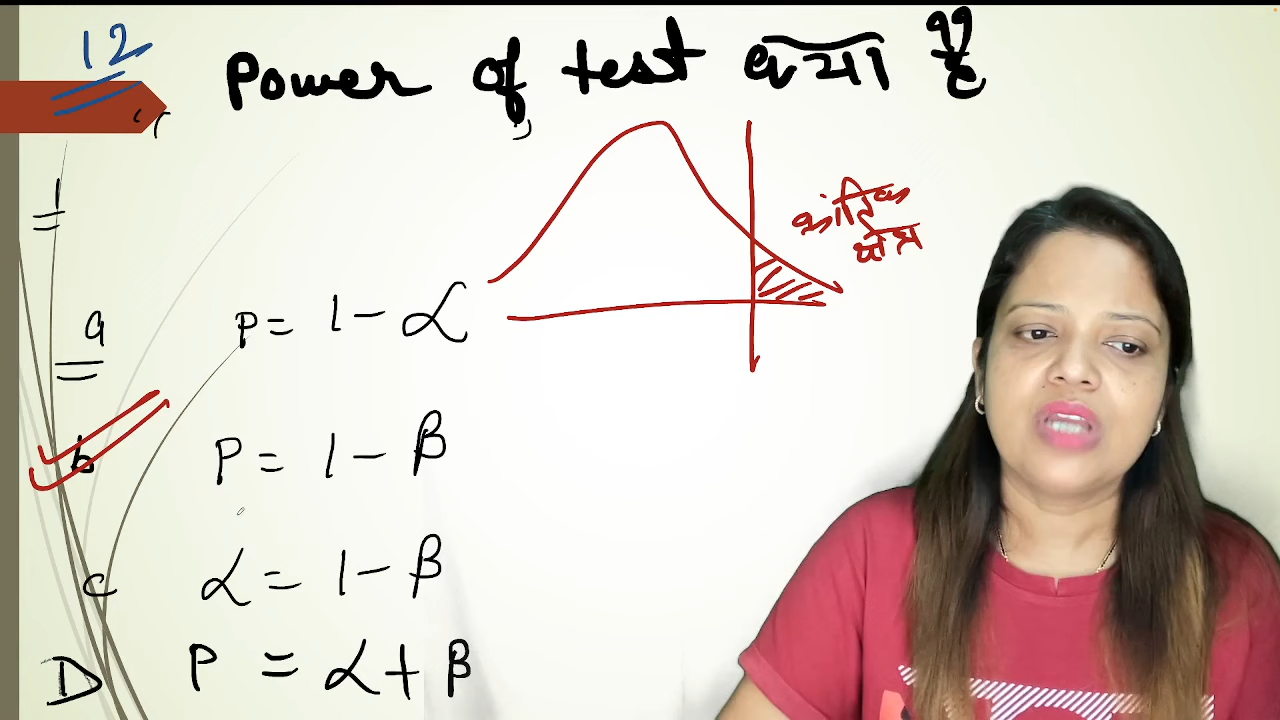 12
Power of test क्या है
1
क्रांतिक
क्षेत्र
a P = 1 - α
b P = 1 - β
c α = 1 - β
D P = α + β